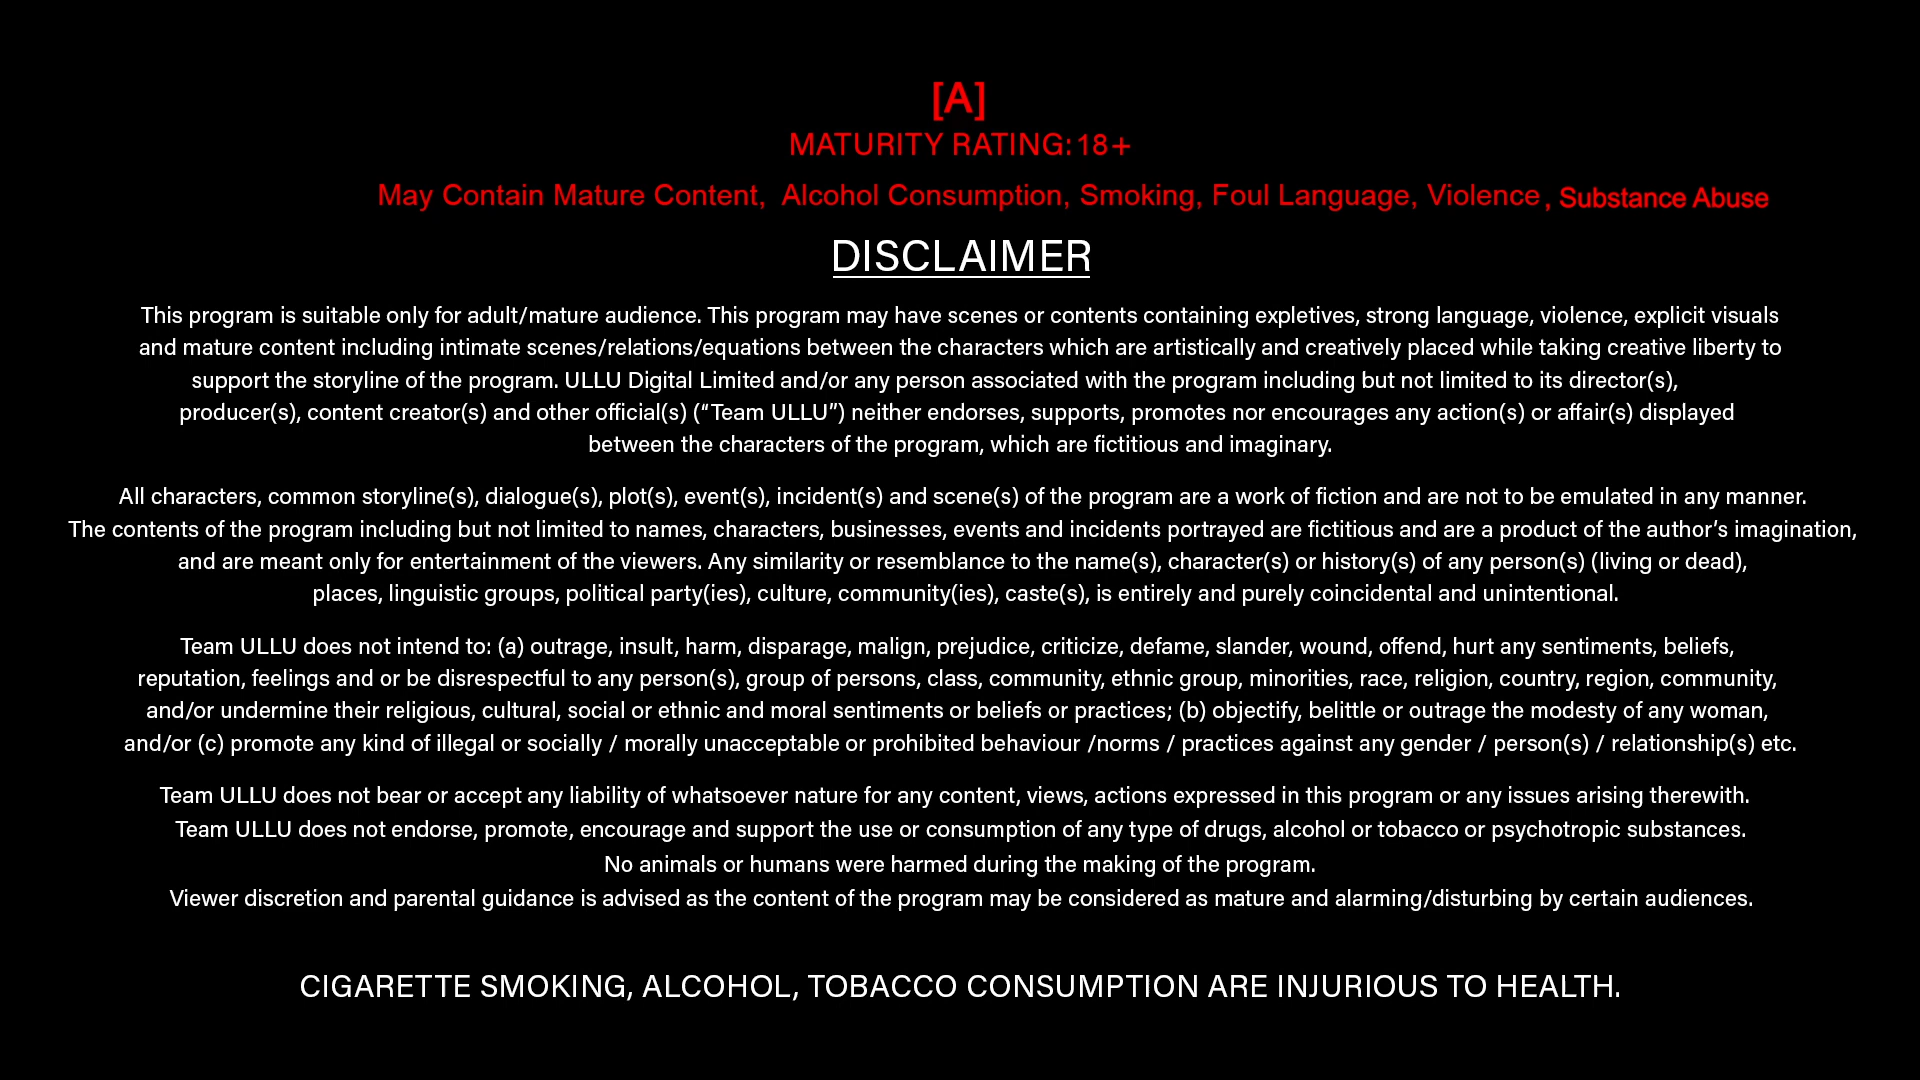 [A]
MATURITY RATING:18+
May Contain Mature Content, Alcohol Consumption, Smoking, Foul Language, Violence, Substance Abuse
DISCLAIMER
This program is suitable only for adult/mature audience. This program may have scenes or contents containing expletives, strong language, violence, explicit visuals
and mature content including intimate scenes/relations/equations between the characters which are artistically and creatively placed while taking creative liberty to
support the storyline of the program. ULLU Digital Limited and/or any person associated with the program including but not limited to its director(s),
producer(s), content creator(s) and other official(s) (“Team ULLU”) neither endorses, supports, promotes nor encourages any action(s) or affair(s) displayed
between the characters of the program, which are fictitious and imaginary.
All characters, common storyline(s), dialogue(s), plot(s), event(s), incident(s) and scene(s) of the program are a work of fiction and are not to be emulated in any manner.
The contents of the program including but not limited to names, characters, businesses, events and incidents portrayed are fictitious and are a product of the author’s imagination,
and are meant only for entertainment of the viewers. Any similarity or resemblance to the name(s), character(s) or history(s) of any person(s) (living or dead),
places, linguistic groups, political party(ies), culture, community(ies), caste(s), is entirely and purely coincidental and unintentional.
Team ULLU does not intend to: (a) outrage, insult, harm, disparage, malign, prejudice, criticize, defame, slander, wound, offend, hurt any sentiments, beliefs,
reputation, feelings and or be disrespectful to any person(s), group of persons, class, community, ethnic group, minorities, race, religion, country, region, community,
and/or undermine their religious, cultural, social or ethnic and moral sentiments or beliefs or practices; (b) objectify, belittle or outrage the modesty of any woman,
and/or (c) promote any kind of illegal or socially / morally unacceptable or prohibited behaviour /norms / practices against any gender / person(s) / relationship(s) etc.
Team ULLU does not bear or accept any liability of whatsoever nature for any content, views, actions expressed in this program or any issues arising therewith.
Team ULLU does not endorse, promote, encourage and support the use or consumption of any type of drugs, alcohol or tobacco or psychotropic substances.
No animals or humans were harmed during the making of the program.
Viewer discretion and parental guidance is advised as the content of the program may be considered as mature and alarming/disturbing by certain audiences.
CIGARETTE SMOKING, ALCOHOL, TOBACCO CONSUMPTION ARE INJURIOUS TO HEALTH.